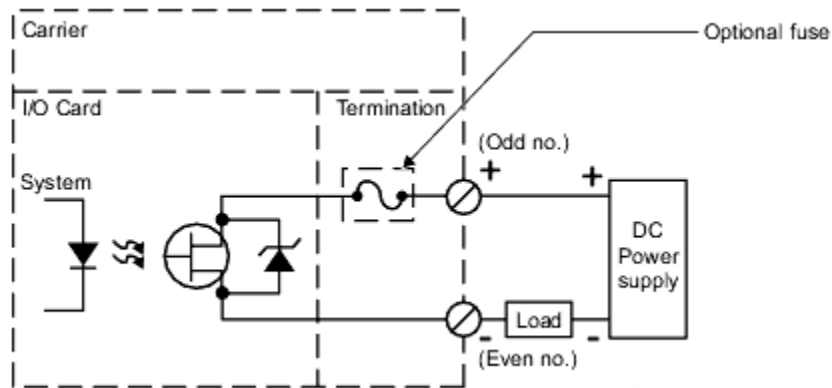 Carrier
Optional fuse
I/O Card
Termination
(Odd no.)
System
+
+
DC
Power
supply
Load
-
-
(Even no.)